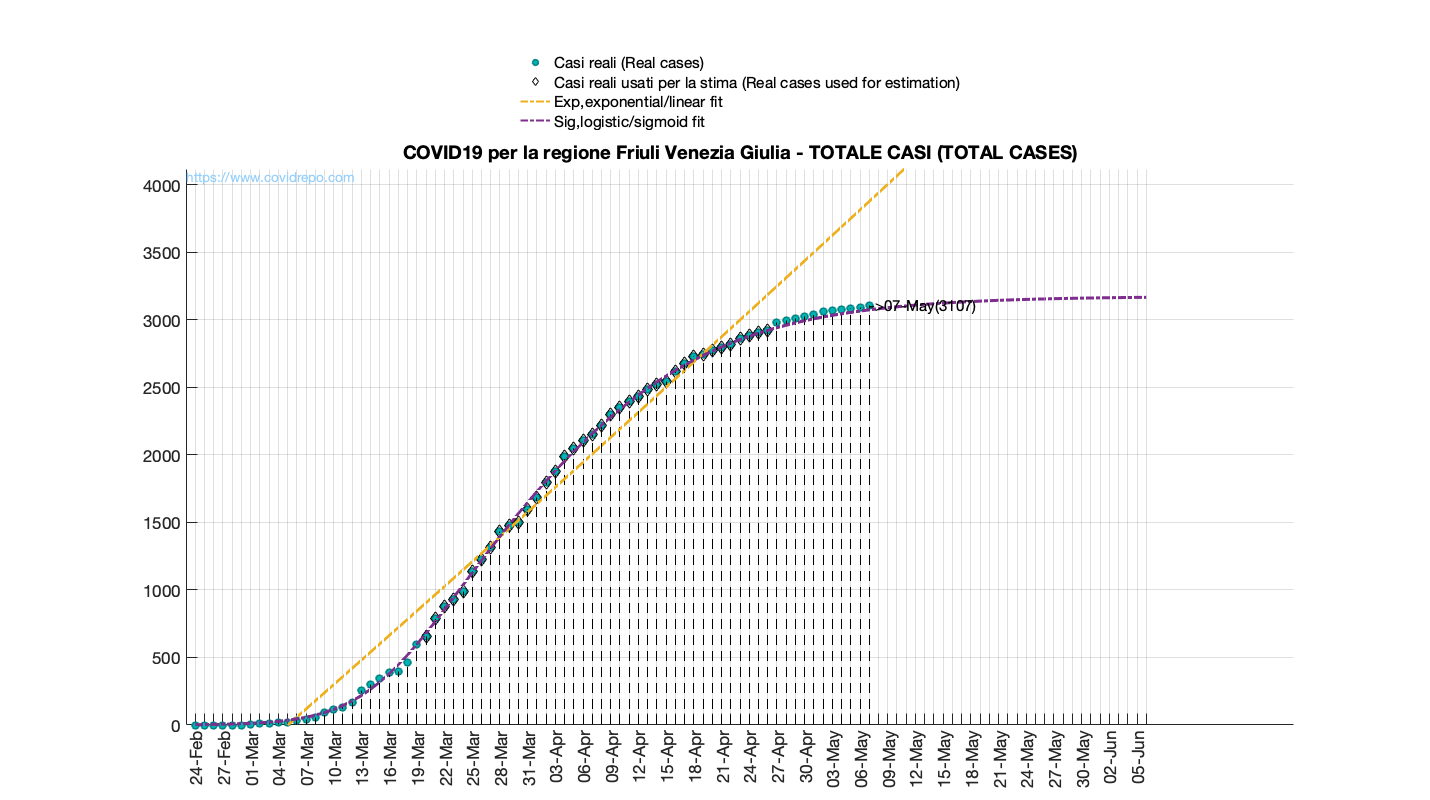 Casi reali (Real cases)
Casi reali usati per la stima (Real cases used for estimation)
Exp,exponential/linear fit
Sig,logistic/sigmoid fit
COVID19 per la regione Friuli Venezia Giulia - TOTALE CASI (TOTAL CASES)
https://www.covidrepo.com
4000
3500
3000
2500
2000
1500
1000
500
0
->07-May(3107)
24-Feb
27-Feb
01-Mar
04-Mar
07-Mar
10-Mar
13-Mar
16-Mar
19-Mar
22-Mar
25-Mar
28-Mar
31-Mar
03-Apr
06-Apr
09-Apr
12-Apr
15-Apr
18-Apr
21-Apr
24-Apr
27-Apr
30-Apr
03-May
06-May
09-May
12-May
15-May
18-May
21-May
24-May
27-May
30-May
02-Jun
05-Jun